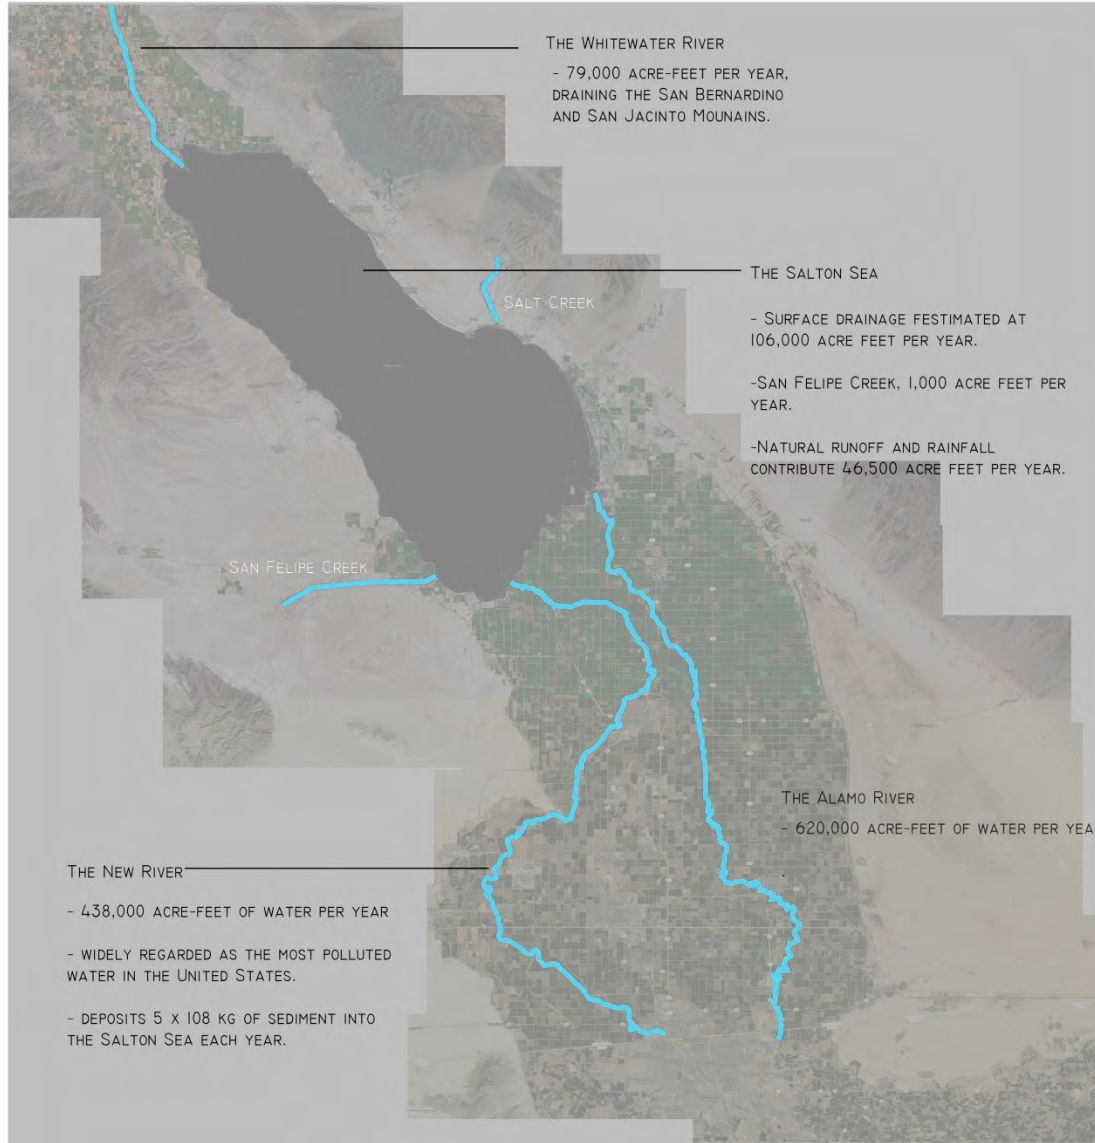 The Whitewater River
- 79,000 acre-feet per year,
draining the San Bernardino
and San Jacinto Mounains.
The Salton Sea
- Surface drainage festimated at
106,000 acre feet per year.
-San Felipe Creek, 1,000 acre feet per
year.
-Natural runoff and rainfall
contribute 46,500 acre feet per year.
Salt Creek
San Felipe Creek
The Alamo River
- 620,000 acre-feet of water per yea
.
The New River
- 438,000 acre-feet of water per year
- widely regarded as the most polluted
water in the United States.
- deposits 5 x 108 kg of sediment into
the Salton Sea each year.